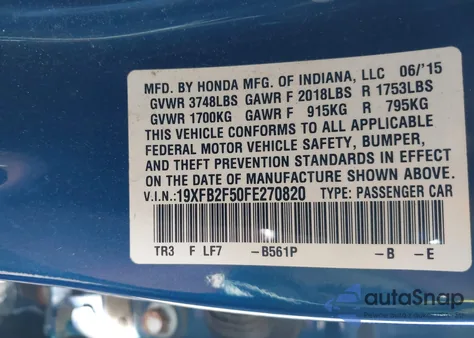 MFD. BY HONDA MFG. OF INDIANA, LLC 06/'15
GVWR 3748LBS GAWR F 2018LBS R 1753LBS
GVWR 1700KG GAWR F 915KG R 795KG
THIS VEHICLE CONFORMS TO ALL APPLICABLE
FEDERAL MOTOR VEHICLE SAFETY, BUMPER,
AND THEFT PREVENTION STANDARDS IN EFFECT
ON THE DATE OF MANUFACTURE SHOWN ABOVE.
V.I.N.:19XFB2F50FE270820 TYPE: PASSENGER CAR
TR3 F LF7 -B561P -B -E
autoSnap